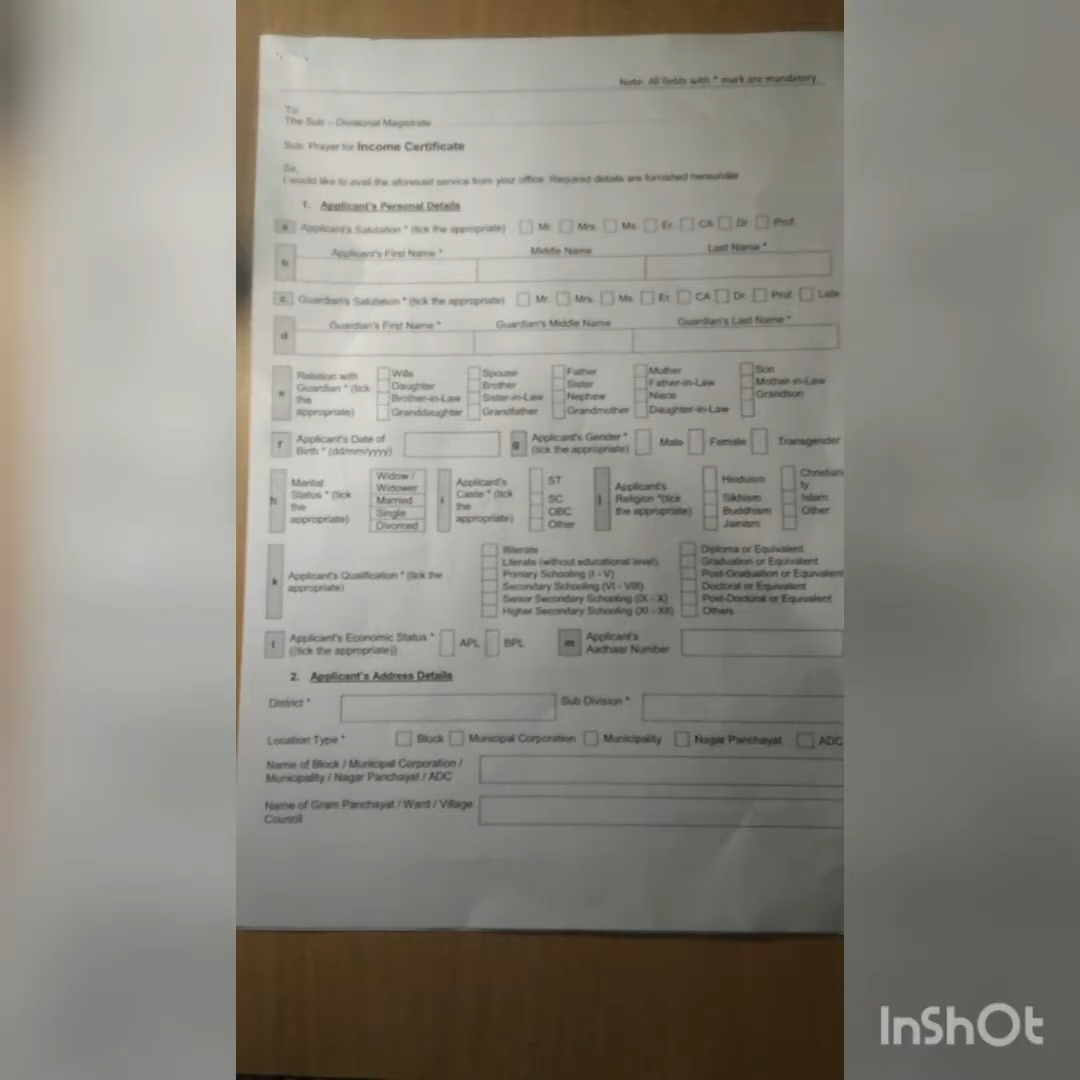 Note: All fields with * mark are mandatory
To
The Sub – Divisional Magistrate
Sub: Prayer for Income Certificate
Sir,
I would like to avail the aforesaid service from your office. Required details are furnished hereunder
1. Applicant's Personal Details
a Applicant's Salutation * (tick the appropriate) Mr. Mrs. Ms. Er. CA Dr. Prof.
b Applicant's First Name * Middle Name Last Name *
c Guardian's Salutation * (tick the appropriate) Mr. Mrs. Ms. Er. CA Dr. Prof. Late
d Guardian's First Name * Guardian's Middle Name Guardian's Last Name *
e Relation with Guardian * (tick the appropriate)
Wife Spouse Father Mother Son
Daughter Brother Sister Father-in-Law Mother-in-Law
Brother-in-Law Sister-in-Law Nephew Niece Grandson
Granddaughter Grandfather Grandmother Daughter-in-Law
f Applicant's Date of Birth * (dd/mm/yyyy) g Applicant's Gender * (tick the appropriate) Male Female Transgender
h Marital Status * (tick the appropriate)
Widow / Widower
Married
Single
Divorced
i Applicant's Caste * (tick the appropriate)
ST
SC
OBC
Other
j Applicant's Religion *(tick the appropriate)
Hinduism Christianity
Sikhism Islam
Buddhism Other
Jainism
k Applicant's Qualification * (tick the appropriate)
Illiterate Diploma or Equivalent
Literate (without educational level) Graduation or Equivalent
Primary Schooling (I - V) Post-Graduation or Equivalent
Secondary Schooling (VI - VIII) Doctoral or Equivalent
Senior Secondary Schooling (IX - X) Post-Doctoral or Equivalent
Higher Secondary Schooling (XI - XII) Others
l Applicant's Economic Status * ((tick the appropriate)) APL BPL m Applicant's Aadhaar Number
2. Applicant's Address Details
District * Sub Division *
Location Type * Block Municipal Corporation Municipality Nagar Panchayat ADC
Name of Block / Municipal Corporation /
Municipality / Nagar Panchayat / ADC
Name of Gram Panchayat / Ward / Village
Council
InShOt